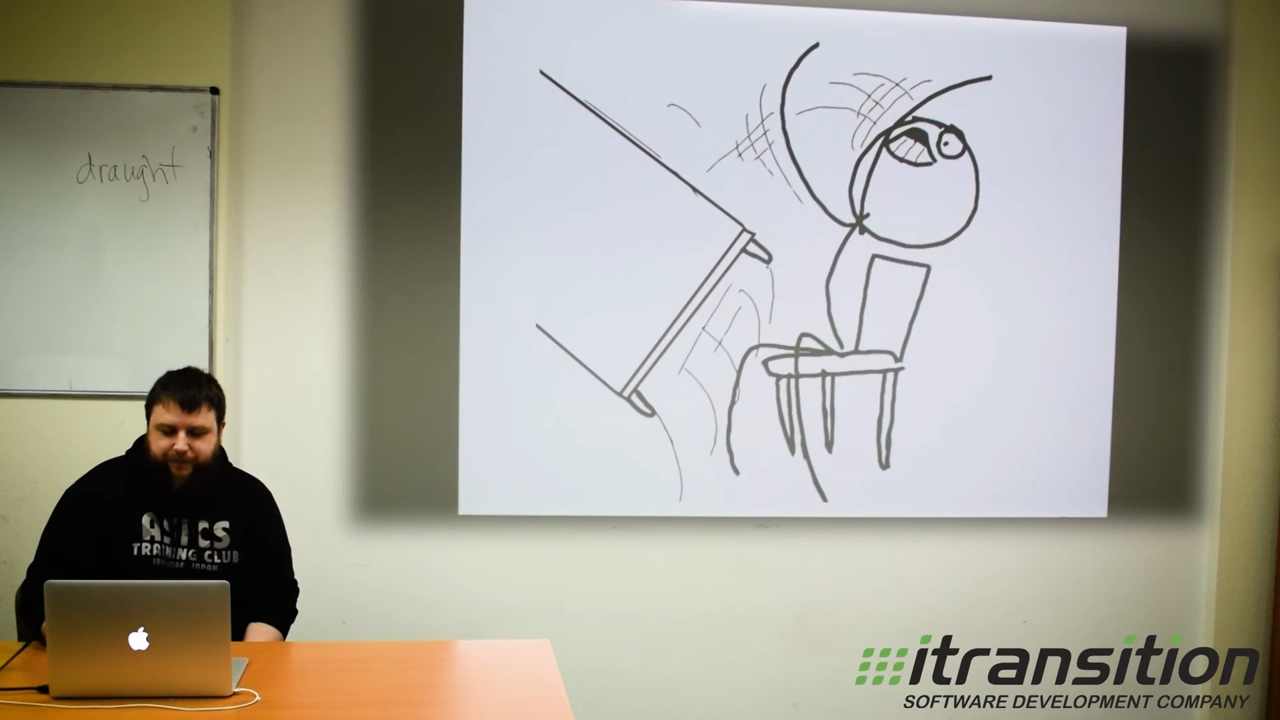 draught
ASICS
TRAINING CLUB
itransition
SOFTWARE DEVELOPMENT COMPANY